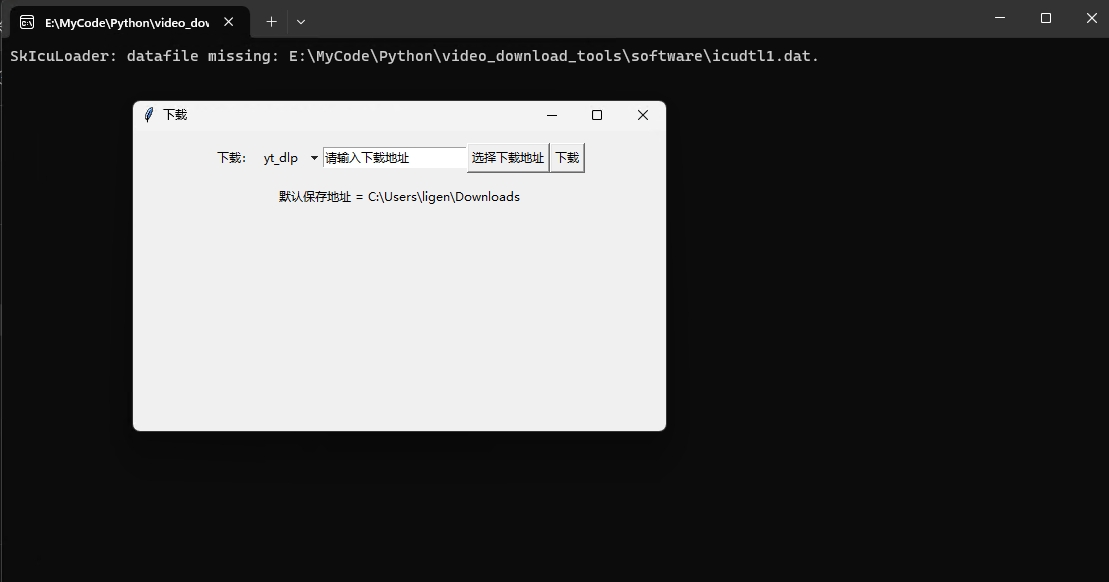 E:\MyCode\Python\video_dov
SkIcuLoader: datafile missing: E:\MyCode\Python\video_download_tools\software\icudtl1.dat.
下载
下载： yt_dlp 请输入下载地址 选择下载地址 下载
默认保存地址 = C:\Users\ligen\Downloads